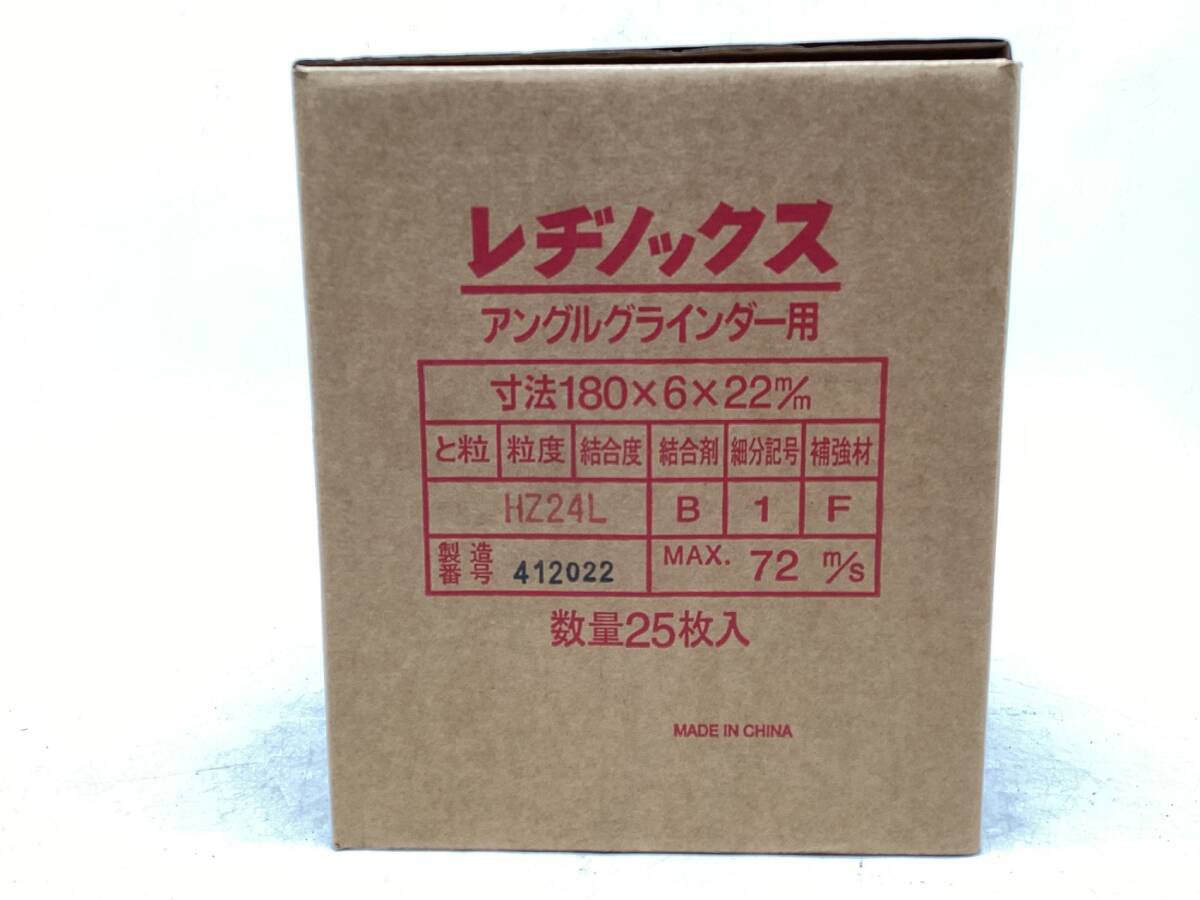 レヂノックス
アングルグラインダー用
寸法180×6×22m/m
と粒 粒度 結合度 結合剤 細分記号 補強材
HZ24L B 1 F
製造番号 412022 MAX. 72 m/s
数量25枚入
MADE IN CHINA